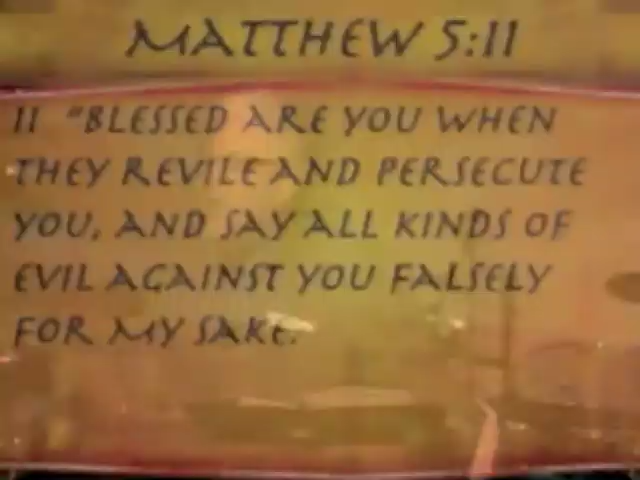 MATTHEW 5:11
11 "BLESSED ARE YOU WHEN
THEY REVILE AND PERSECUTE
YOU, AND SAY ALL KINDS OF
EVIL AGAINST YOU FALSELY
FOR MY SAKE.